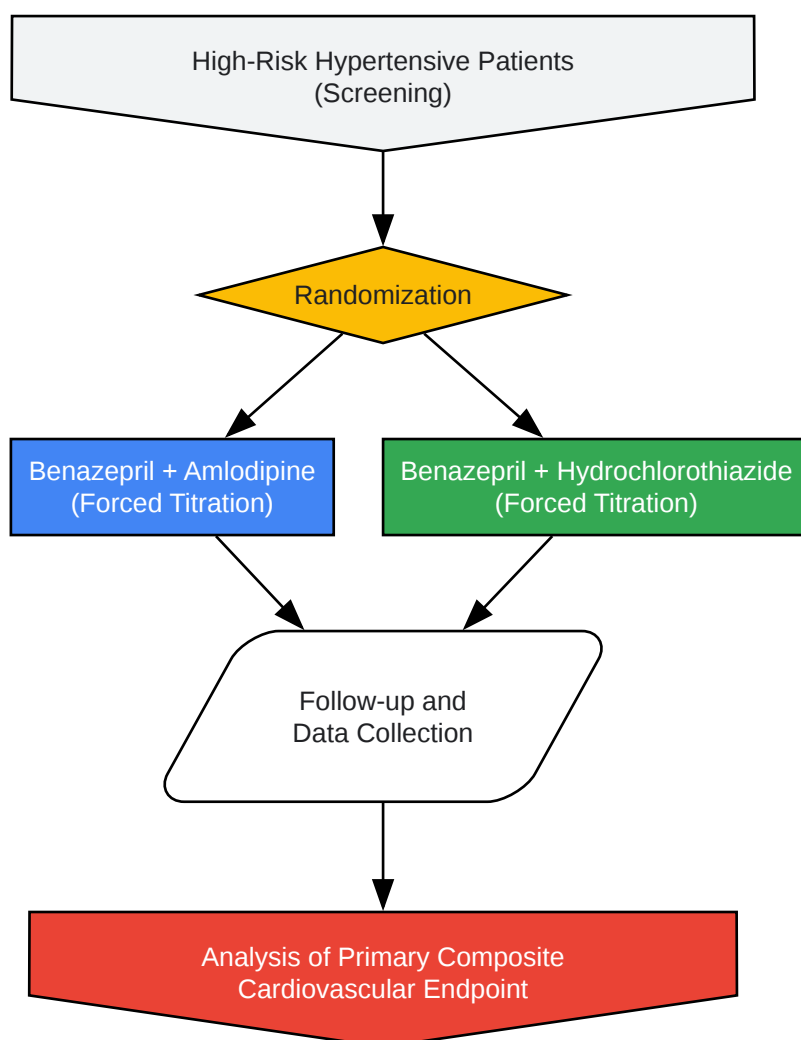 High-Risk Hypertensive Patients
(Screening)
Randomization
Benazepril + Amlodipine
(Forced Titration)
Benazepril + Hydrochlorothiazide
(Forced Titration)
Follow-up and
Data Collection
Analysis of Primary Composite
Cardiovascular Endpoint